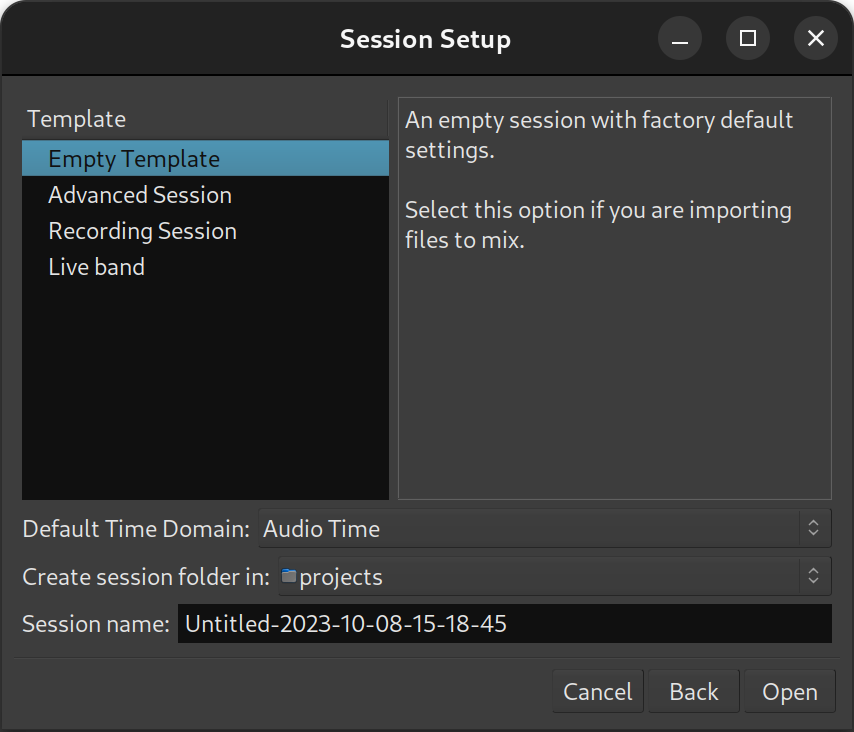 Session Setup
Template
Empty Template
Advanced Session
Recording Session
Live band
An empty session with factory default
settings.
Select this option if you are importing
files to mix.
Default Time Domain: Audio Time
Create session folder in: projects
Session name: Untitled-2023-10-08-15-18-45
Cancel Back Open